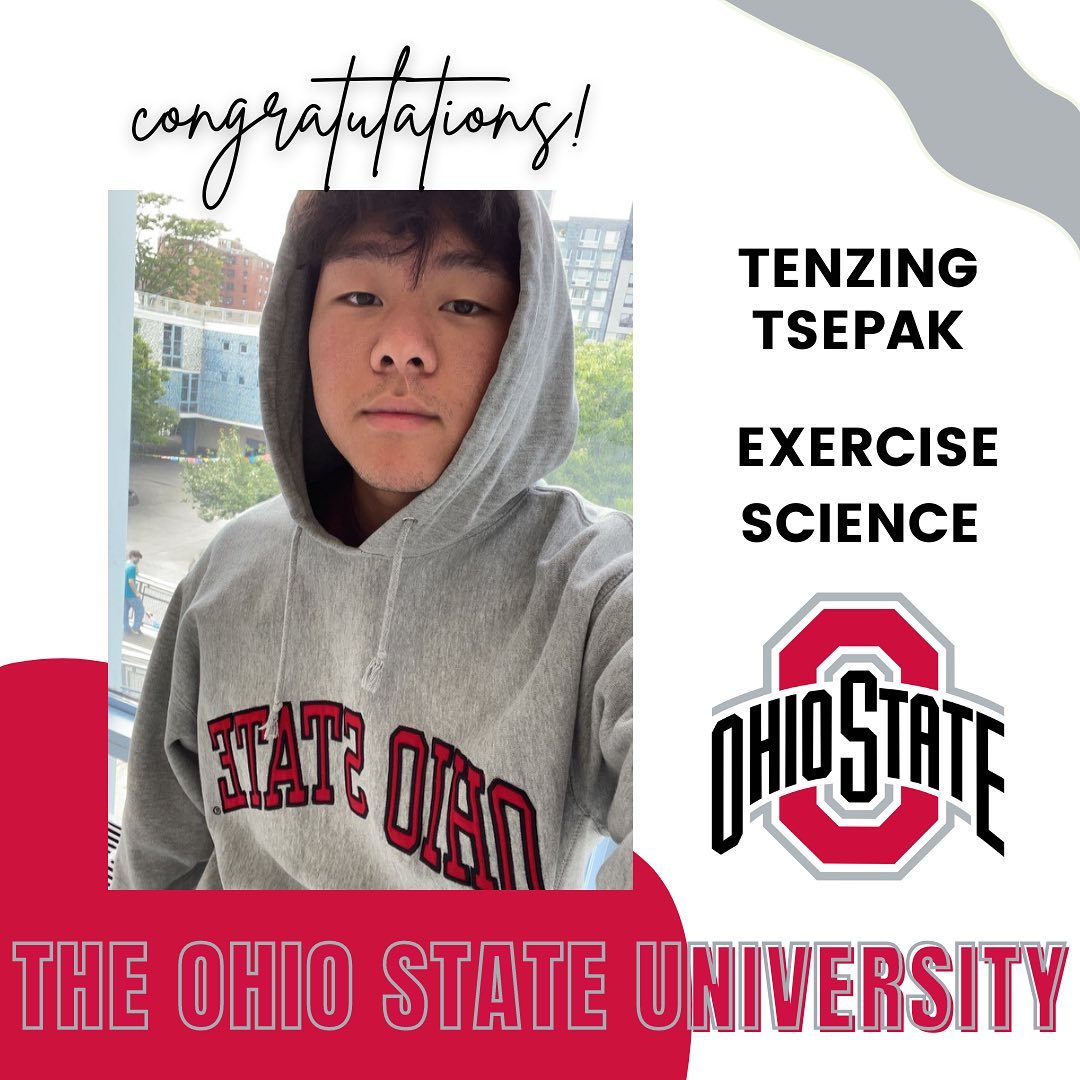 congratulations!
TENZING
TSEPAK
EXERCISE
SCIENCE
OHIO STATE
OHIO STATE
THE OHIO STATE UNIVERSITY